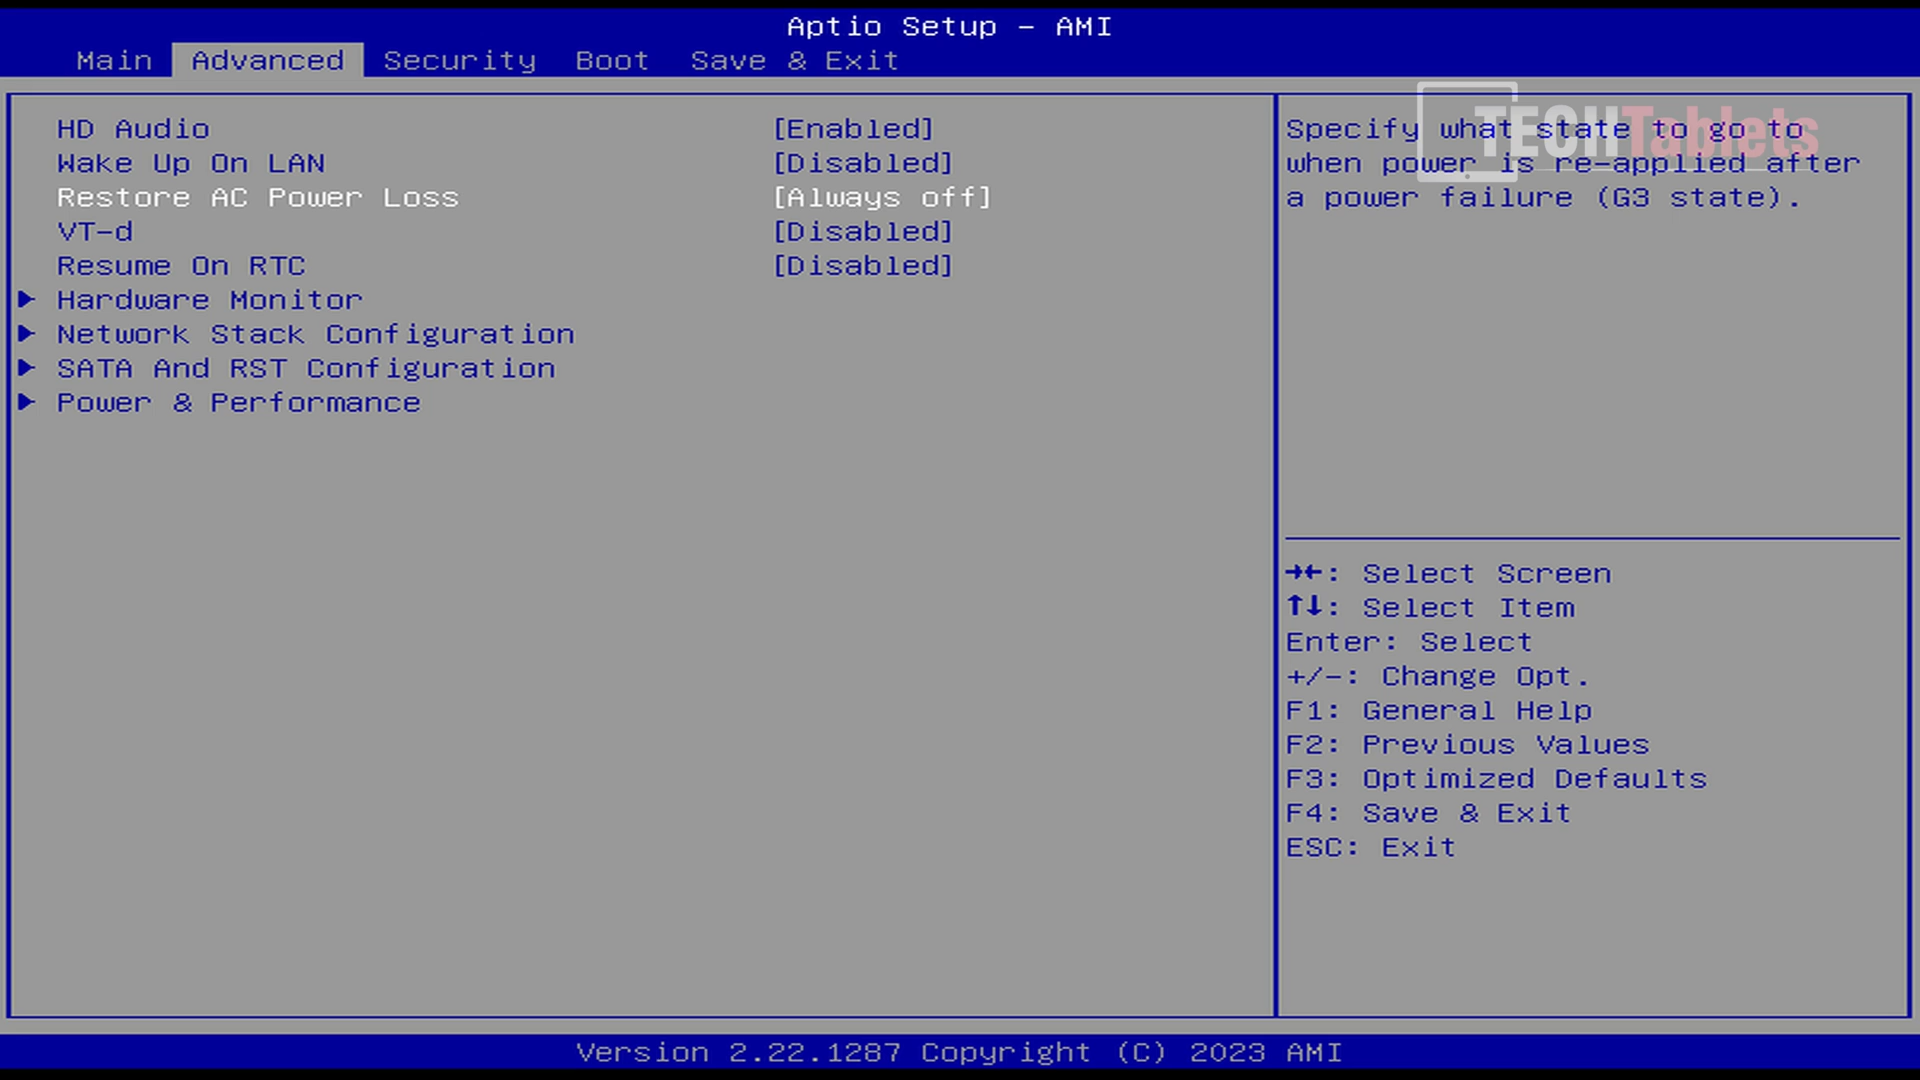 Aptio Setup - AMI
Main Advanced Security Boot Save & Exit
TECHTablets
HD Audio [Enabled]
Wake Up On LAN [Disabled]
Restore AC Power Loss [Always off]
VT-d [Disabled]
Resume On RTC [Disabled]
► Hardware Monitor
► Network Stack Configuration
► SATA And RST Configuration
► Power & Performance
Specify what state to go to
when power is re-applied after
a power failure (G3 state).
→←: Select Screen
↑↓: Select Item
Enter: Select
+/-: Change Opt.
F1: General Help
F2: Previous Values
F3: Optimized Defaults
F4: Save & Exit
ESC: Exit
Version 2.22.1287 Copyright (C) 2023 AMI